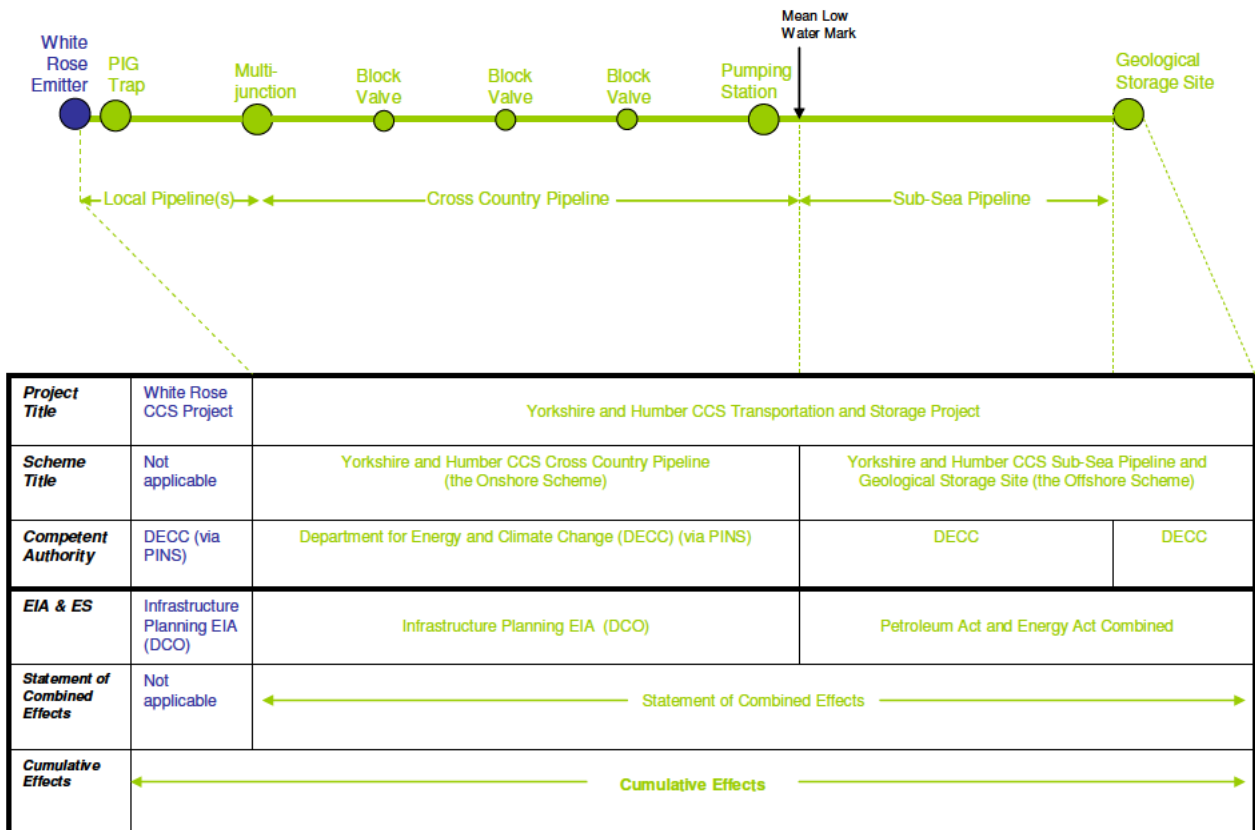 Mean Low
Water Mark
White
Rose
Emitter
PIG
Trap
Multi-
junction
Block
Valve
Block
Valve
Block
Valve
Pumping
Station
Geological
Storage Site
Local Pipeline(s)
Cross Country Pipeline
Sub-Sea Pipeline
Project
Title
White Rose
CCS Project
Yorkshire and Humber CCS Transportation and Storage Project
Scheme
Title
Not
applicable
Yorkshire and Humber CCS Cross Country Pipeline
(the Onshore Scheme)
Yorkshire and Humber CCS Sub-Sea Pipeline and
Geological Storage Site (the Offshore Scheme)
Competent
Authority
DECC (via
PINS)
Department for Energy and Climate Change (DECC) (via PINS)
DECC
DECC
EIA & ES
Infrastructure
Planning EIA
(DCO)
Infrastructure Planning EIA (DCO)
Petroleum Act and Energy Act Combined
Statement of
Combined
Effects
Not
applicable
Statement of Combined Effects
Cumulative
Effects
Cumulative Effects